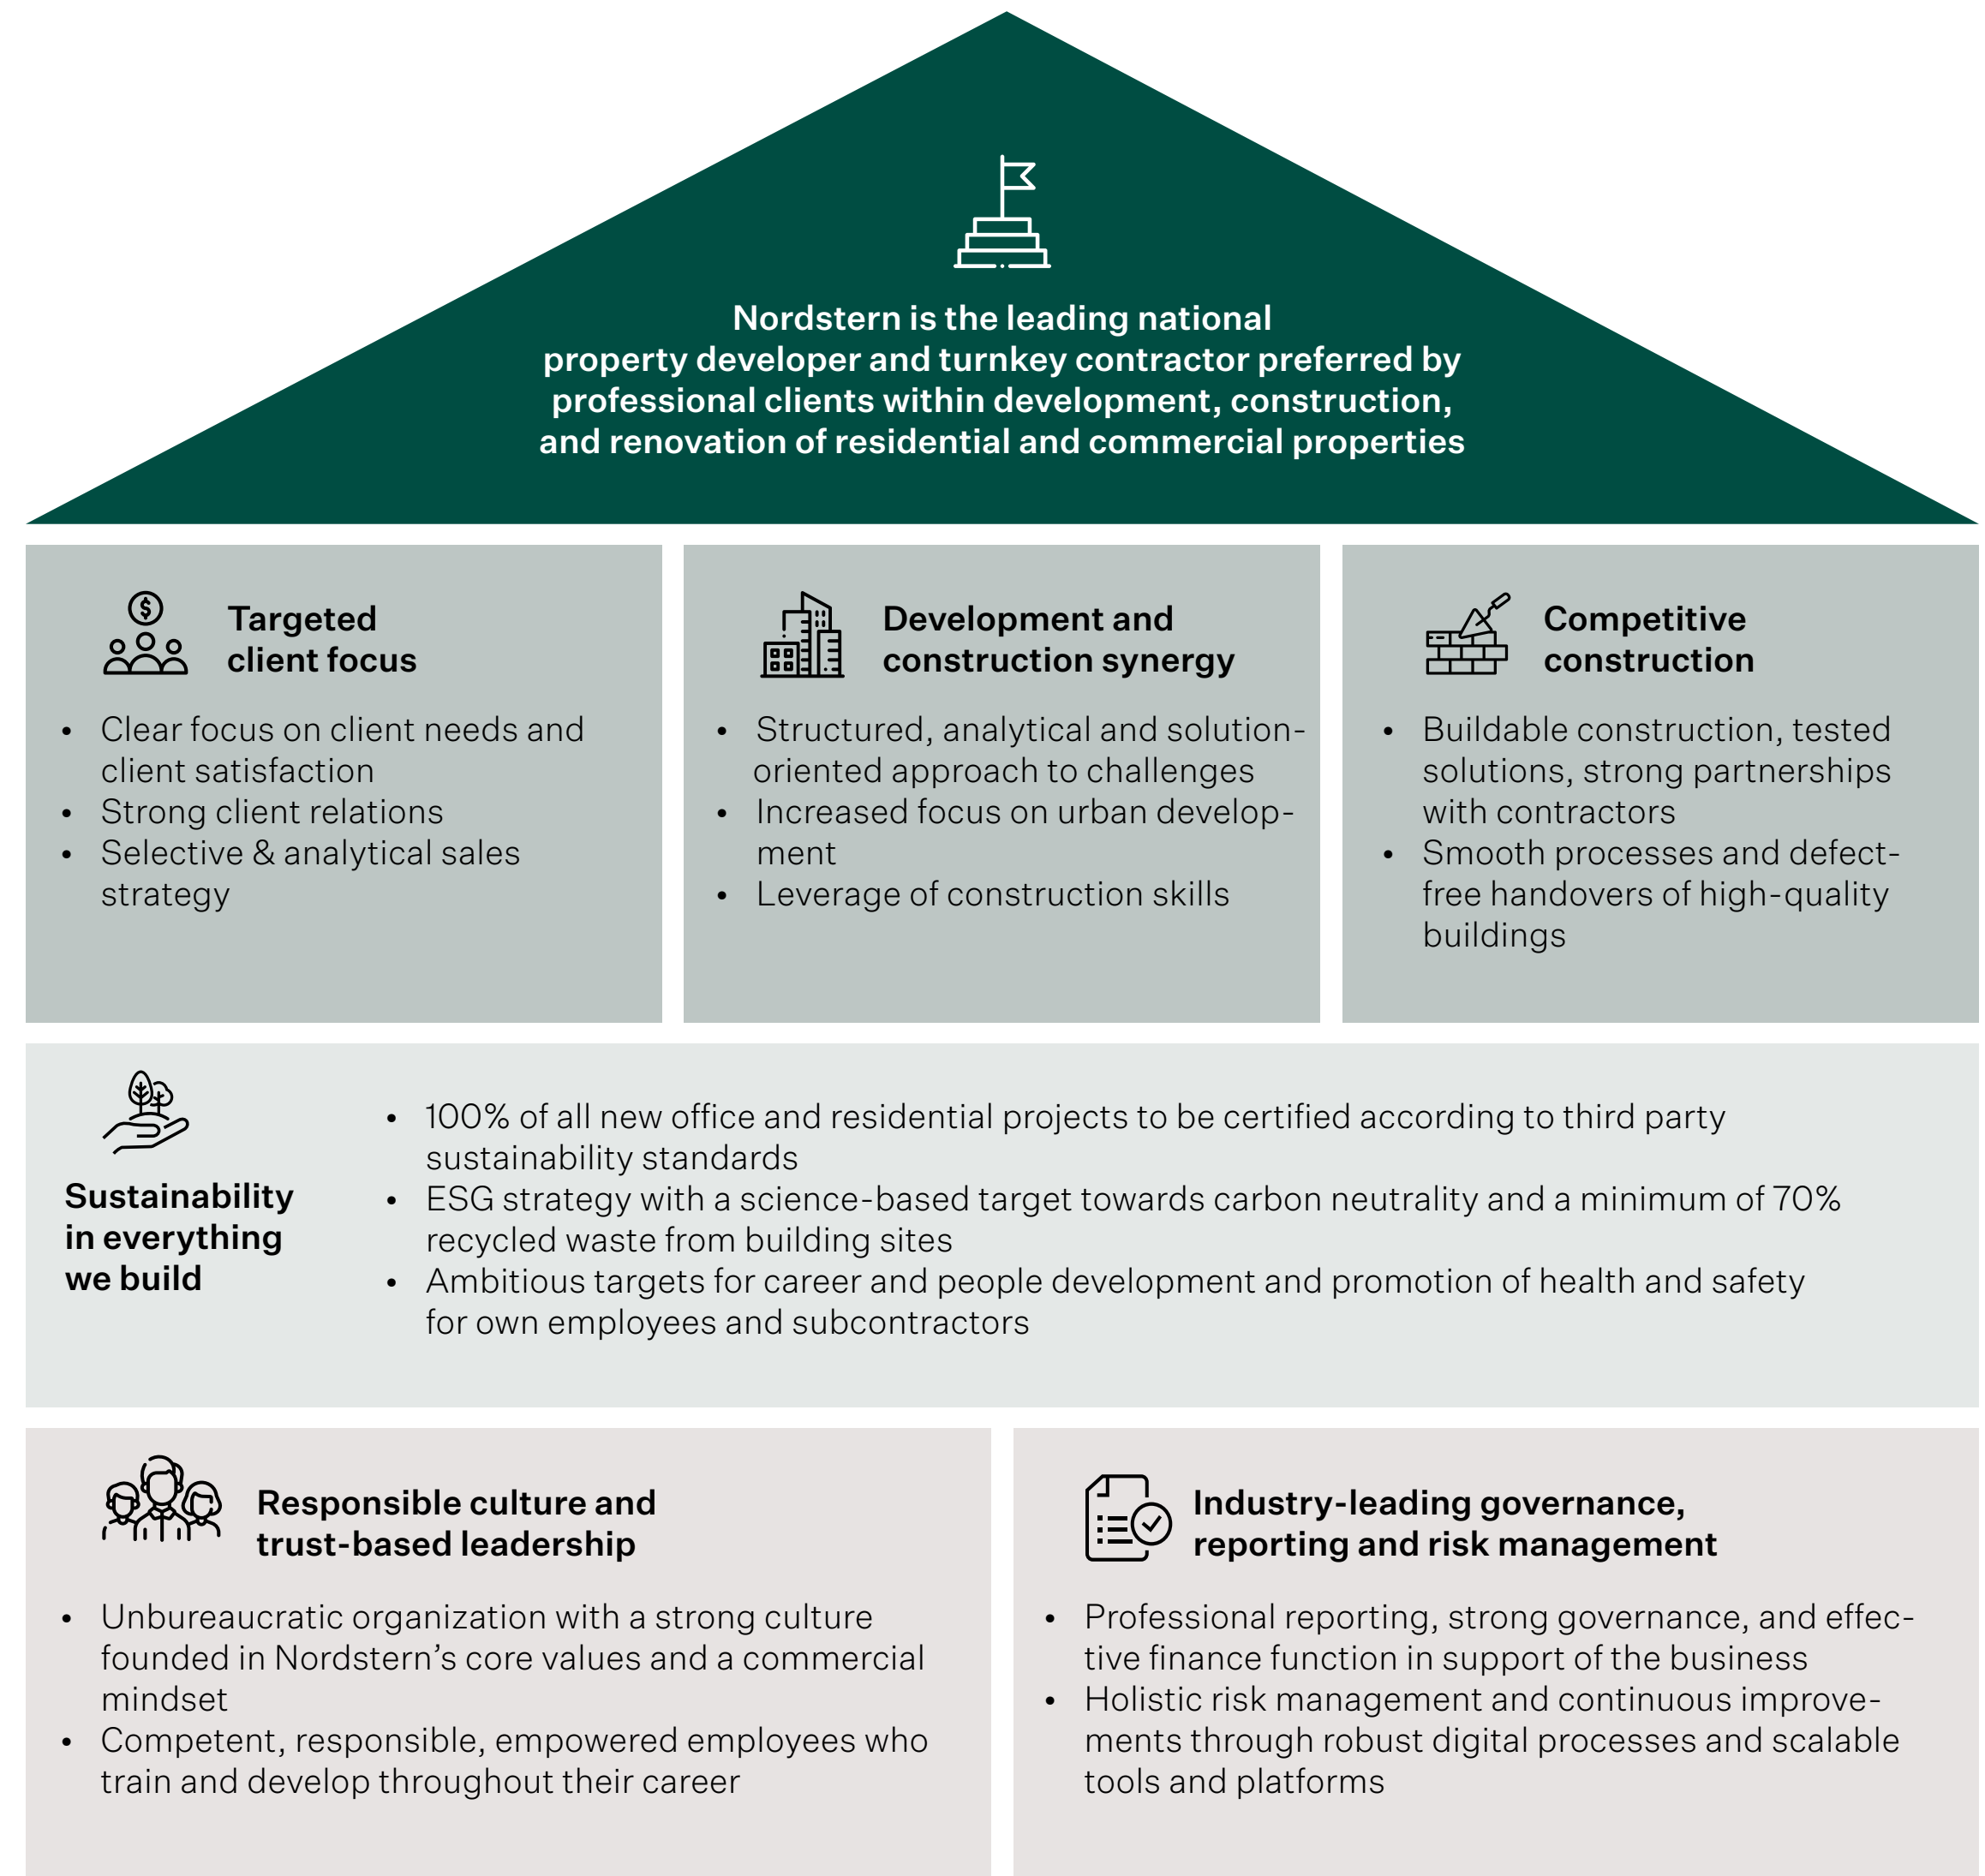 Nordstern is the leading national
property developer and turnkey contractor preferred by
professional clients within development, construction,
and renovation of residential and commercial properties
Targeted
client focus
• Clear focus on client needs and
client satisfaction
• Strong client relations
• Selective & analytical sales
strategy
Development and
construction synergy
• Structured, analytical and solution-
oriented approach to challenges
• Increased focus on urban develop-
ment
• Leverage of construction skills
Competitive
construction
• Buildable construction, tested
solutions, strong partnerships
with contractors
• Smooth processes and defect-
free handovers of high-quality
buildings
Sustainability
in everything
we build
• 100% of all new office and residential projects to be certified according to third party
sustainability standards
• ESG strategy with a science-based target towards carbon neutrality and a minimum of 70%
recycled waste from building sites
• Ambitious targets for career and people development and promotion of health and safety
for own employees and subcontractors
Responsible culture and
trust-based leadership
• Unbureaucratic organization with a strong culture
founded in Nordstern’s core values and a commercial
mindset
• Competent, responsible, empowered employees who
train and develop throughout their career
Industry-leading governance,
reporting and risk management
• Professional reporting, strong governance, and effec-
tive finance function in support of the business
• Holistic risk management and continuous improve-
ments through robust digital processes and scalable
tools and platforms